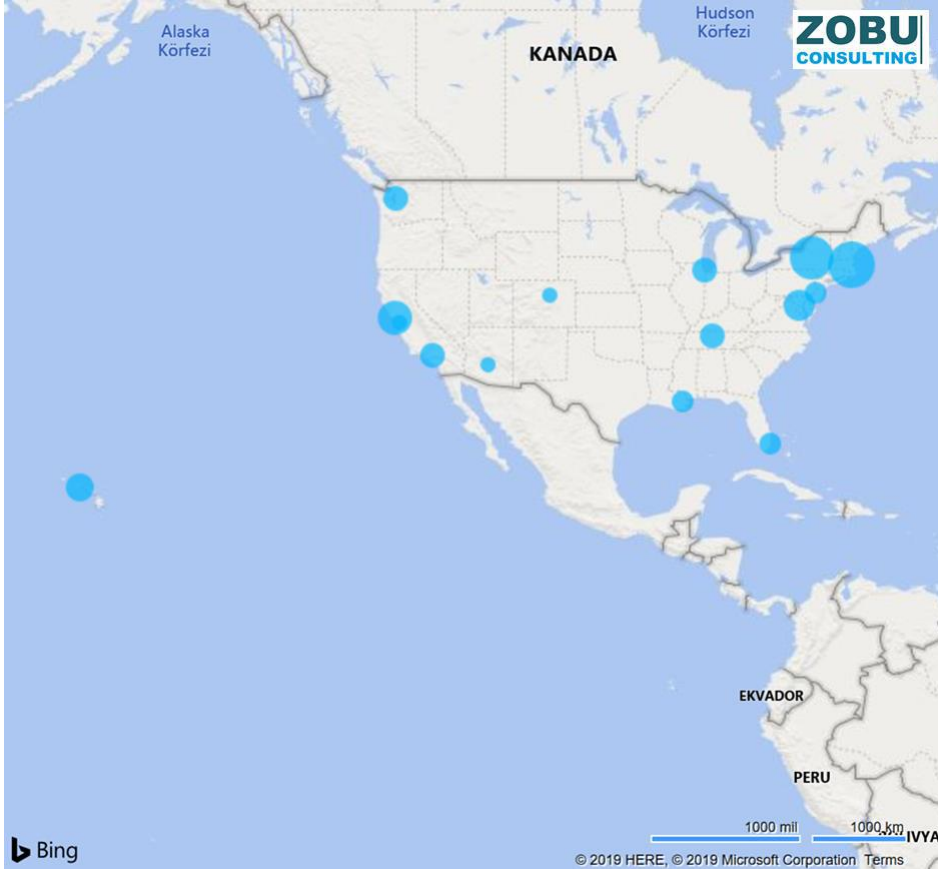 Alaska
Körfezi
Hudson
Körfezi
ZOBU
CONSULTING
KANADA
EKVADOR
PERU
1000 mil
1000 km
Bing
© 2019 HERE, © 2019 Microsoft Corporation Terms